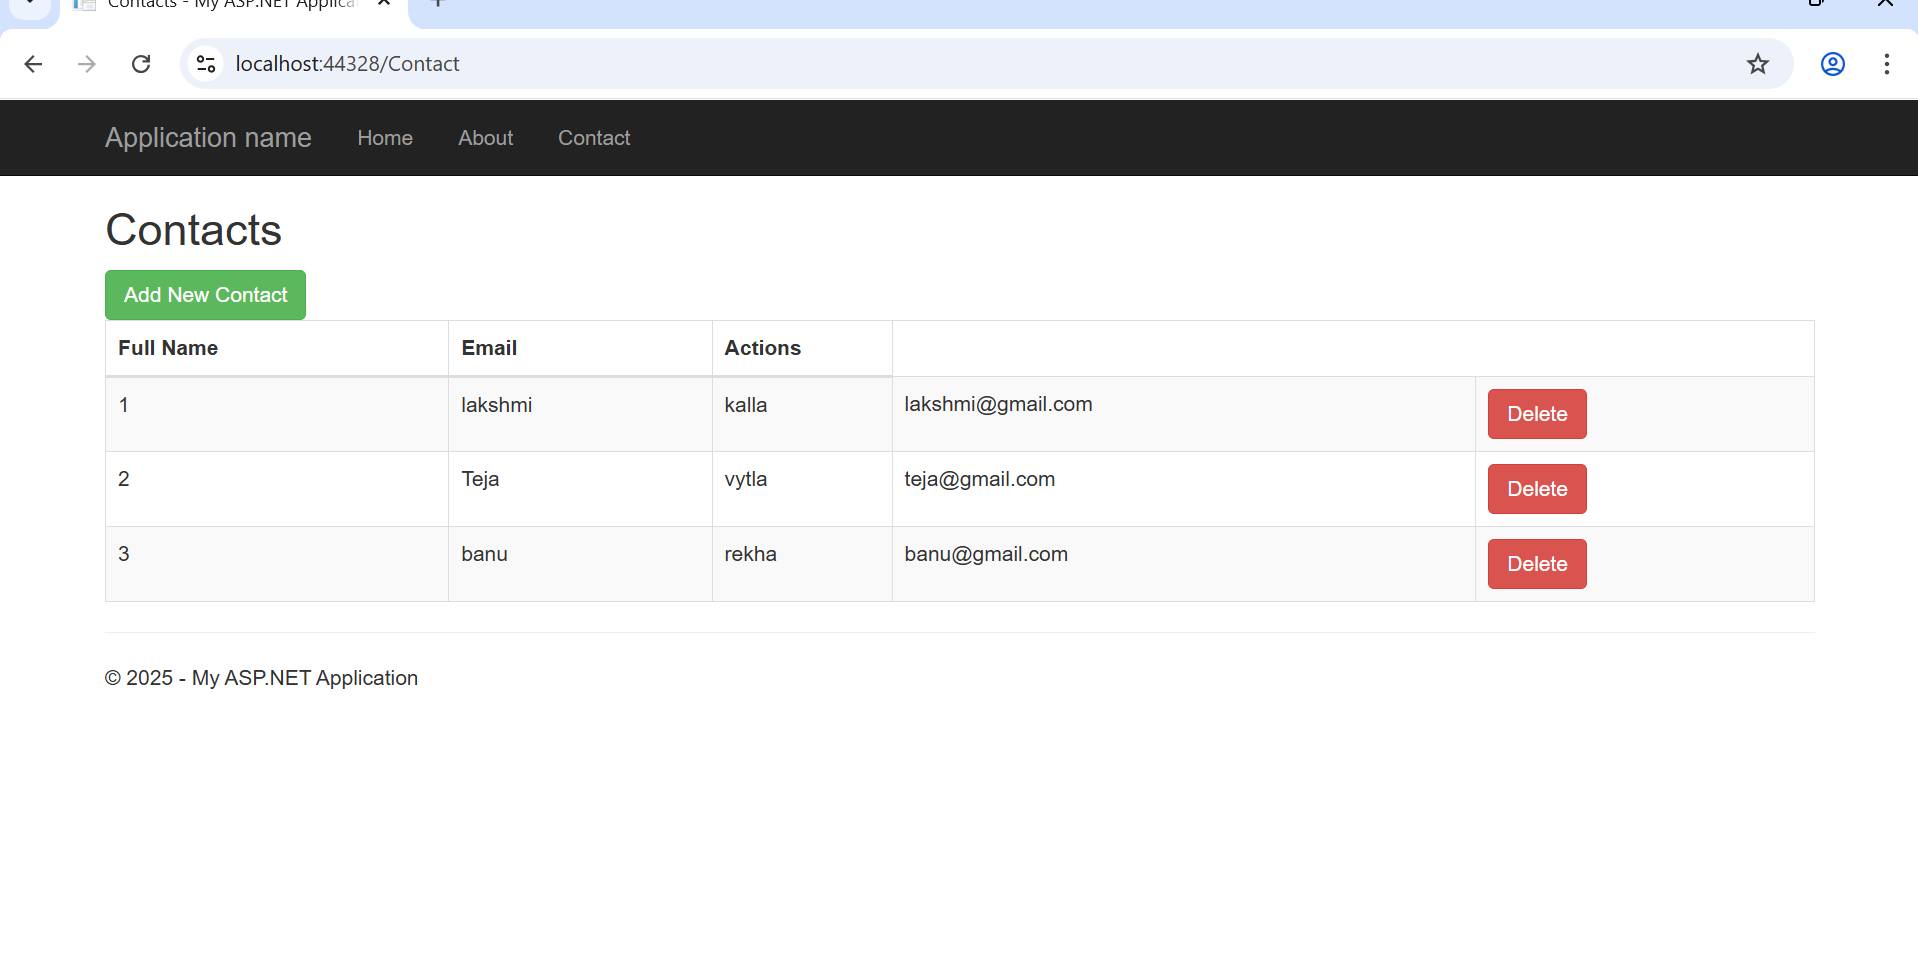 Contacts - My ASP.NET Applica
localhost:44328/Contact
Application name Home About Contact
Contacts
Add New Contact
Full Name Email Actions
1 lakshmi kalla lakshmi@gmail.com Delete
2 Teja vytla teja@gmail.com Delete
3 banu rekha banu@gmail.com Delete
© 2025 - My ASP.NET Application